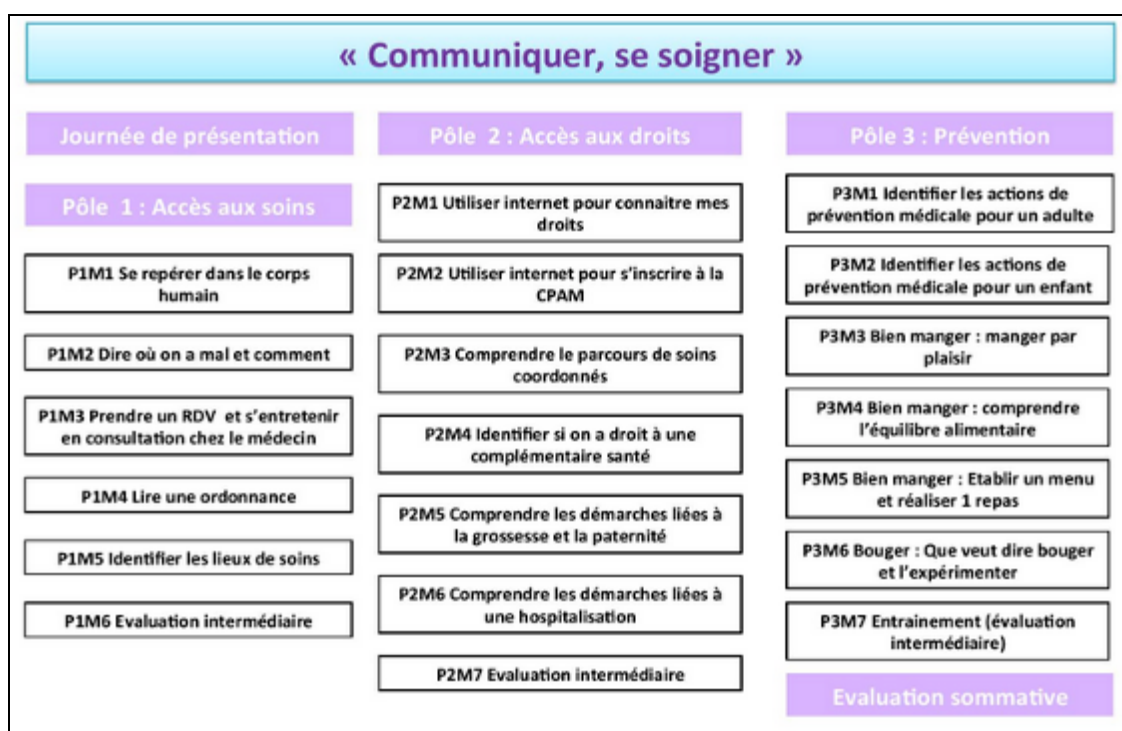 « Communiquer, se soigner »
Journée de présentation
Pôle 1 : Accès aux soins
P1M1 Se repérer dans le corps
humain
P1M2 Dire où on a mal et comment
P1M3 Prendre un RDV et s'entretenir
en consultation chez le médecin
P1M4 Lire une ordonnance
P1M5 Identifier les lieux de soins
P1M6 Evaluation intermédiaire
Pôle 2 : Accès aux droits
P2M1 Utiliser internet pour connaitre mes
droits
P2M2 Utiliser internet pour s'inscrire à la
CPAM
P2M3 Comprendre le parcours de soins
coordonnés
P2M4 Identifier si on a droit à une
complémentaire santé
P2M5 Comprendre les démarches liées à
la grossesse et la paternité
P2M6 Comprendre les démarches liées à
une hospitalisation
P2M7 Evaluation intermédiaire
Pôle 3 : Prévention
P3M1 Identifier les actions de
prévention médicale pour un adulte
P3M2 Identifier les actions de
prévention médicale pour un enfant
P3M3 Bien manger : manger par
plaisir
P3M4 Bien manger : comprendre
l'équilibre alimentaire
P3M5 Bien manger : Etablir un menu
et réaliser 1 repas
P3M6 Bouger : Que veut dire bouger
et l'expérimenter
P3M7 Entrainement (évaluation
intermédiaire)
Evaluation sommative